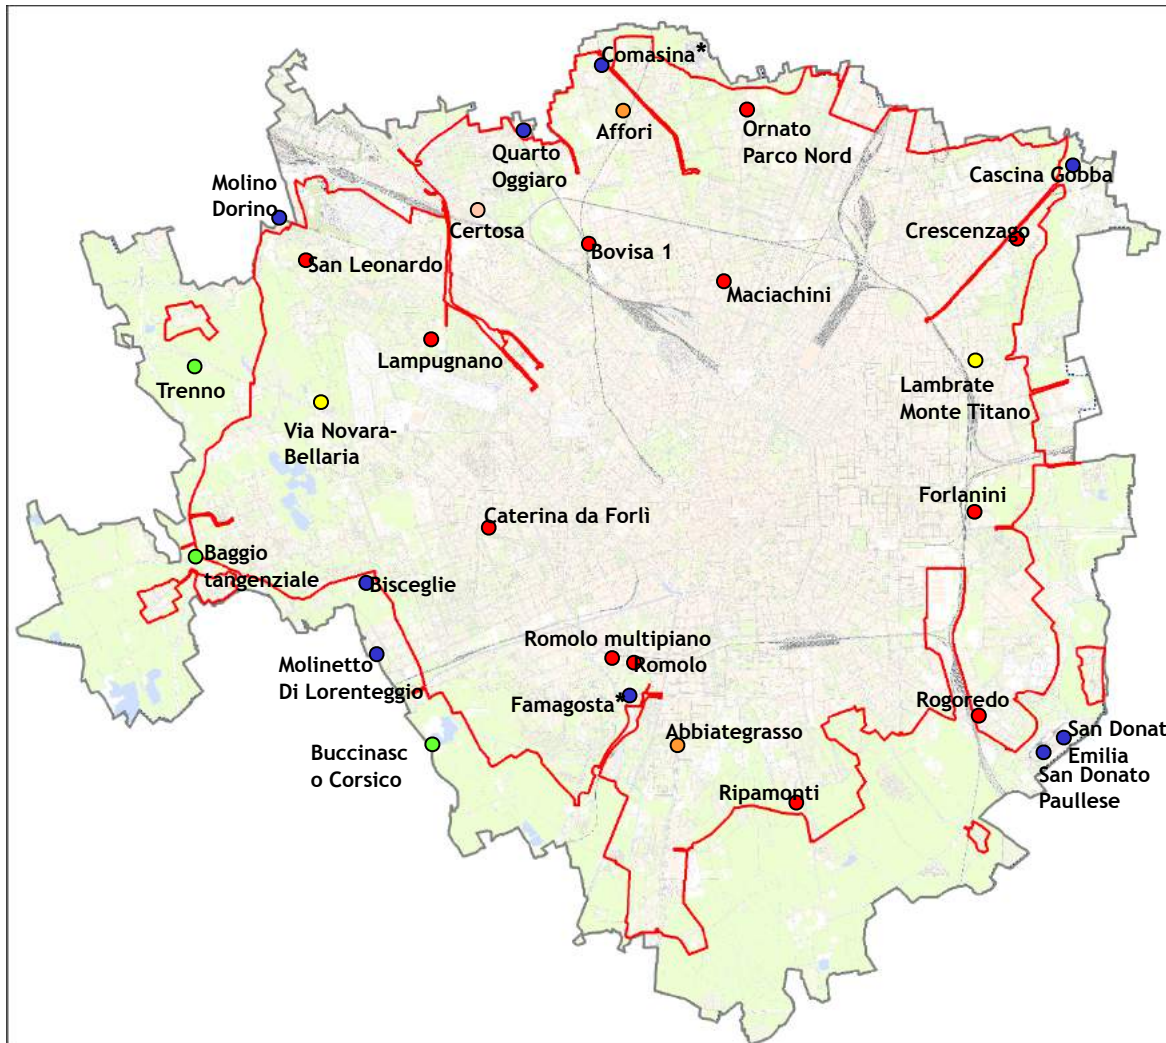 Comasina*
Affori
Ornato
Parco Nord
Quarto
Oggiaro
Cascina Gobba
Molino
Dorino
Certosa
Crescenzago
Bovisa 1
San Leonardo
Maciachini
Lampugnano
Trenno
Lambrate
Monte Titano
Via Novara-
Bellaria
Forlanini
Caterina da Forlì
Baggio
tangenziale
Bisceglie
Romolo multipiano
Romolo
Molinetto
Di Lorenteggio
Famagosta*
Rogoredo
Abbiategrasso
San Donat
Emilia
San Donato
Paullese
Buccinasc
o Corsico
Ripamonti